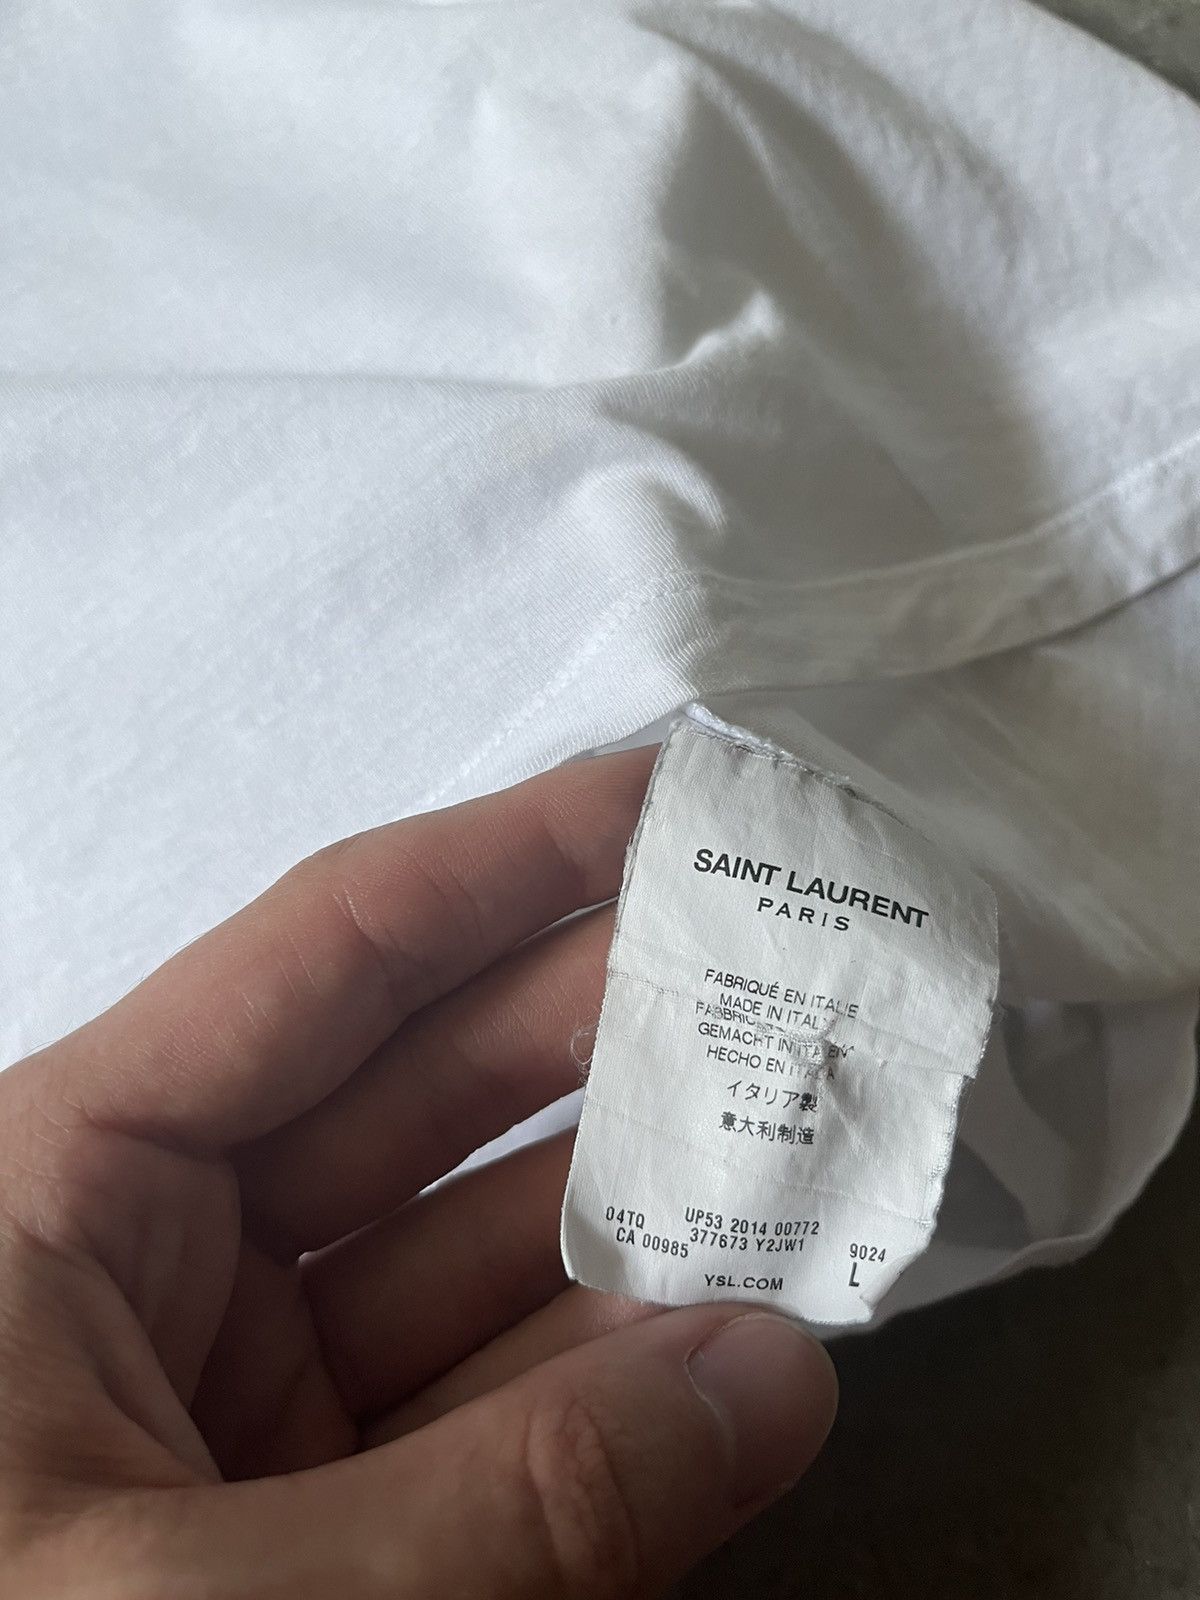 SAINT LAURENT
PARIS
FABRIQUÉ EN ITALIE
MADE IN ITALY
GEMACHT IN ITALIEN
HECHO EN ITALIA
イタリア製
意大利制造
04TQ UP53 2014 00772
CA 00985 377673 Y2JW1 9024
L
YSL.COM